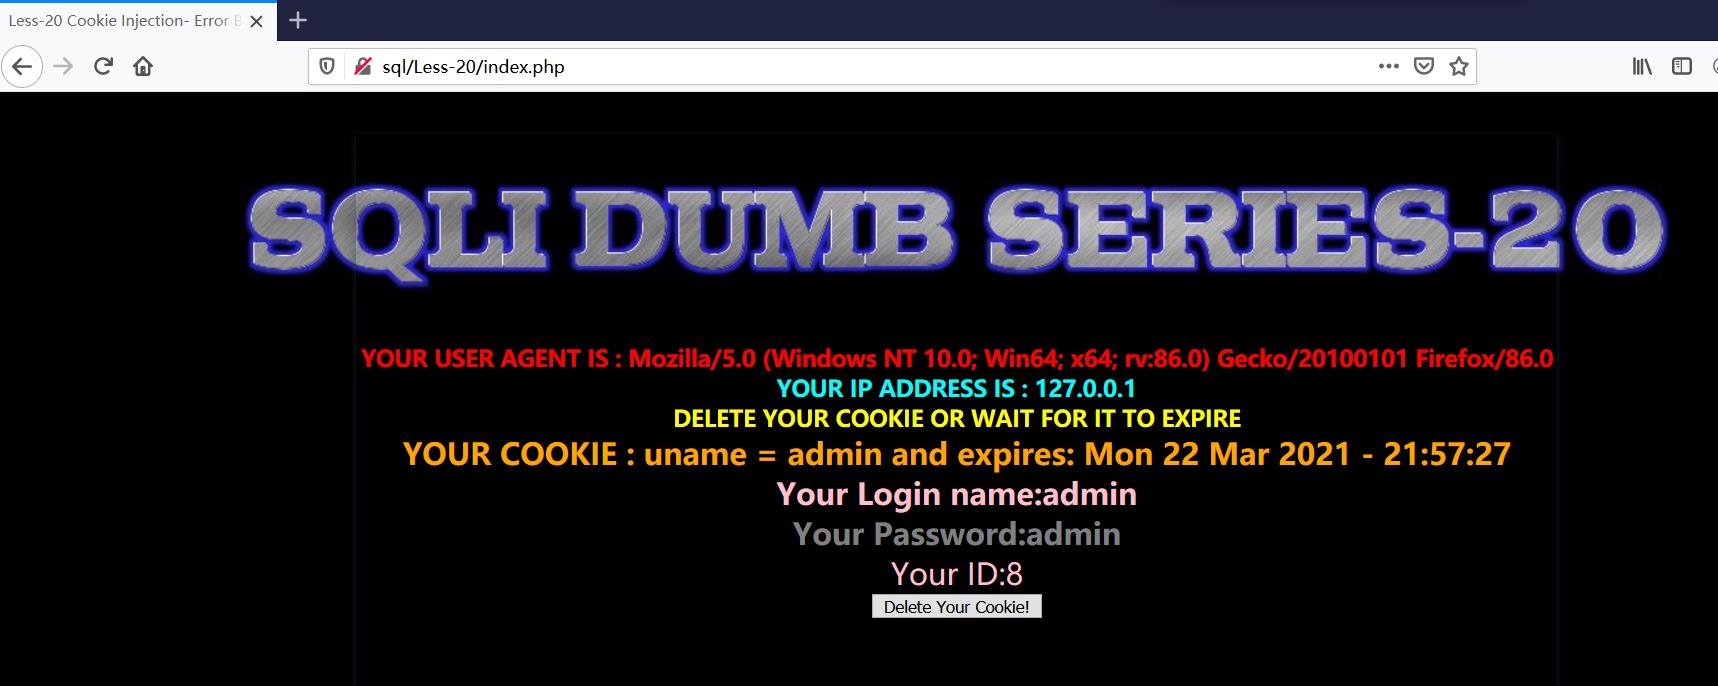 Less-20 Cookie Injection- Error B
sql/Less-20/index.php
SQLI DUMB SERIES-20
YOUR USER AGENT IS : Mozilla/5.0 (Windows NT 10.0; Win64; x64; rv:86.0) Gecko/20100101 Firefox/86.0
YOUR IP ADDRESS IS : 127.0.0.1
DELETE YOUR COOKIE OR WAIT FOR IT TO EXPIRE
YOUR COOKIE : uname = admin and expires: Mon 22 Mar 2021 - 21:57:27
Your Login name:admin
Your Password:admin
Your ID:8
Delete Your Cookie!